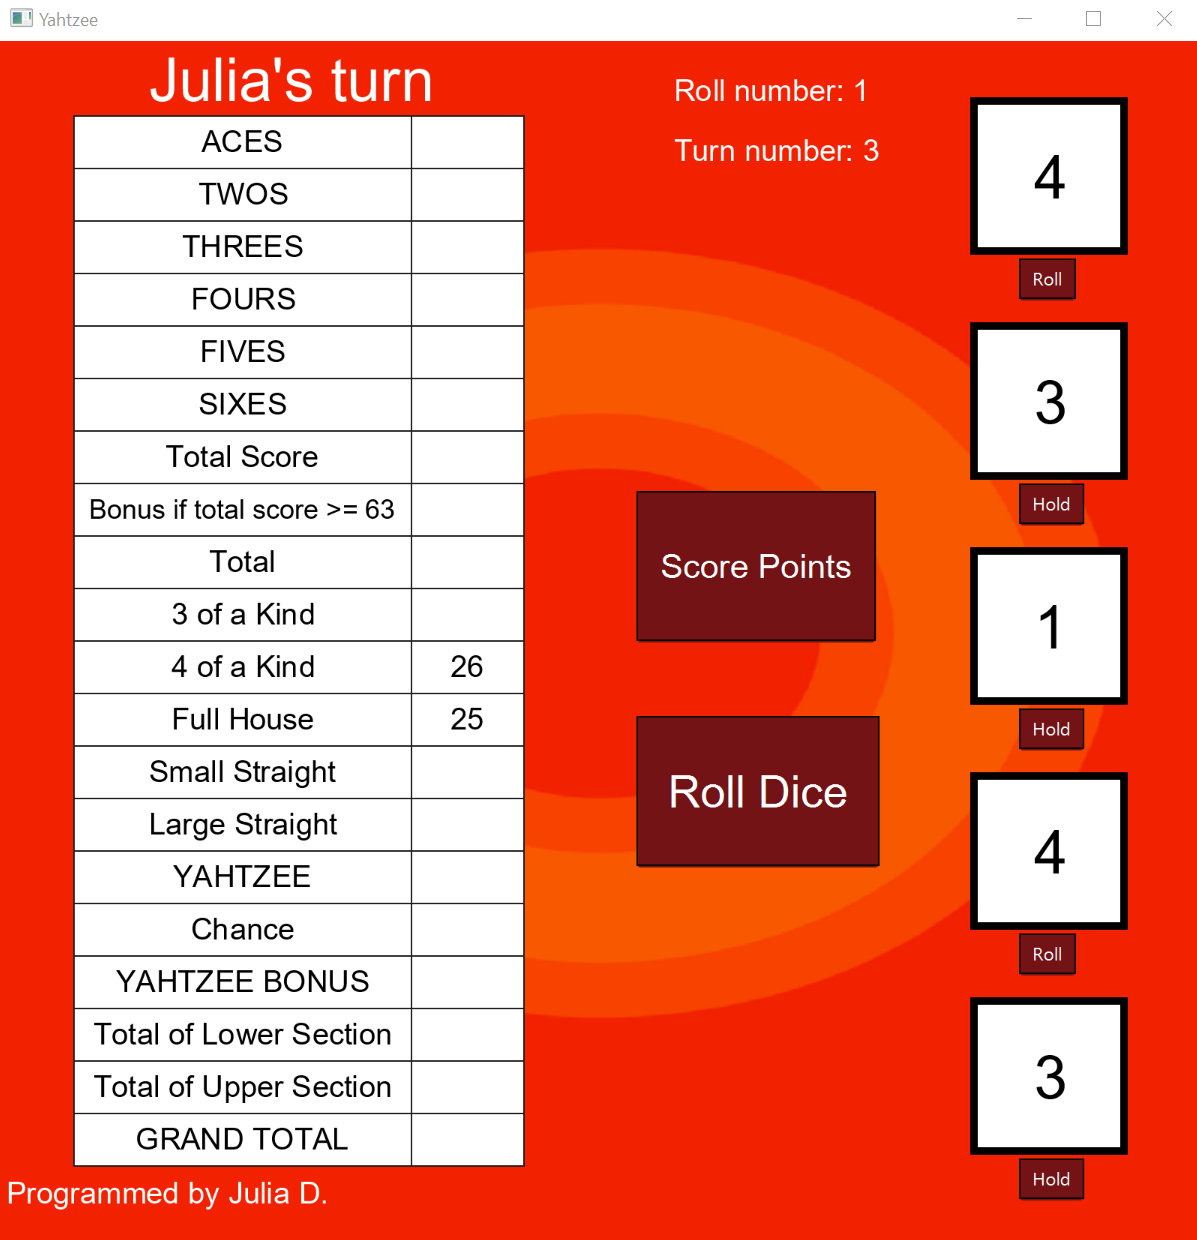 Yahtzee
Julia's turn
Roll number: 1
Turn number: 3
ACES
TWOS
THREES
FOURS
FIVES
SIXES
Total Score
Bonus if total score >= 63
Total
3 of a Kind
4 of a Kind 26
Full House 25
Small Straight
Large Straight
YAHTZEE
Chance
YAHTZEE BONUS
Total of Lower Section
Total of Upper Section
GRAND TOTAL
Programmed by Julia D.
Score Points
Roll Dice
4
Roll
3
Hold
1
Hold
4
Roll
3
Hold